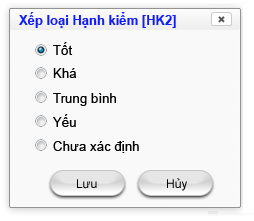 Xếp loại Hạnh kiểm [HK2]
Tốt
Khá
Trung bình
Yếu
Chưa xác định
Lưu Hủy